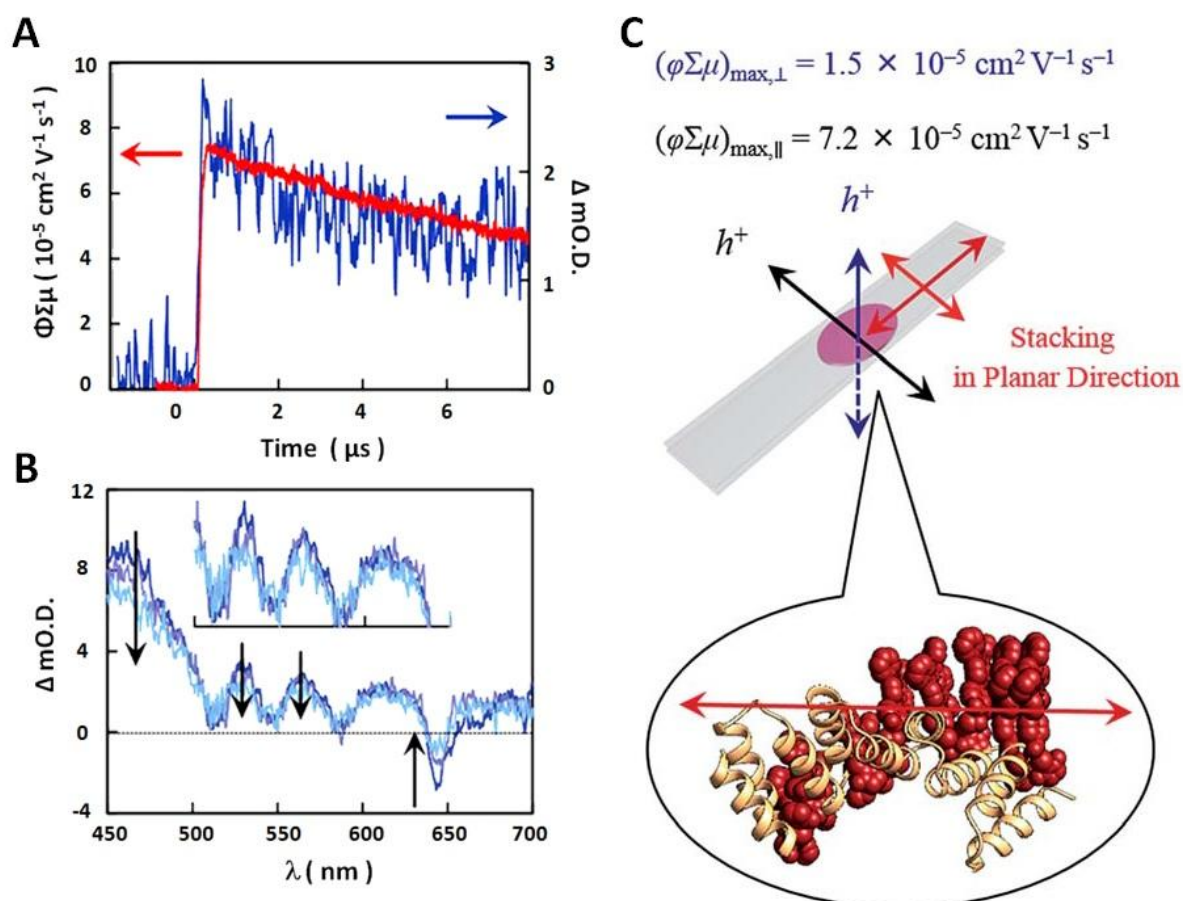 A
10
8
6
4
2
0
ΦΣμ ( 10⁻⁵ cm² V⁻¹ s⁻¹)
3
2
1
0
Δ mO.D.
0 2 4 6
Time ( μs )
B
12
8
4
0
-4
Δ mO.D.
450 500 550 600 650 700
λ ( nm )
C
(φΣμ)max,⊥ = 1.5 × 10⁻⁵ cm² V⁻¹ s⁻¹
(φΣμ)max,∥ = 7.2 × 10⁻⁵ cm² V⁻¹ s⁻¹
h⁺
h⁺
Stacking
in Planar Direction